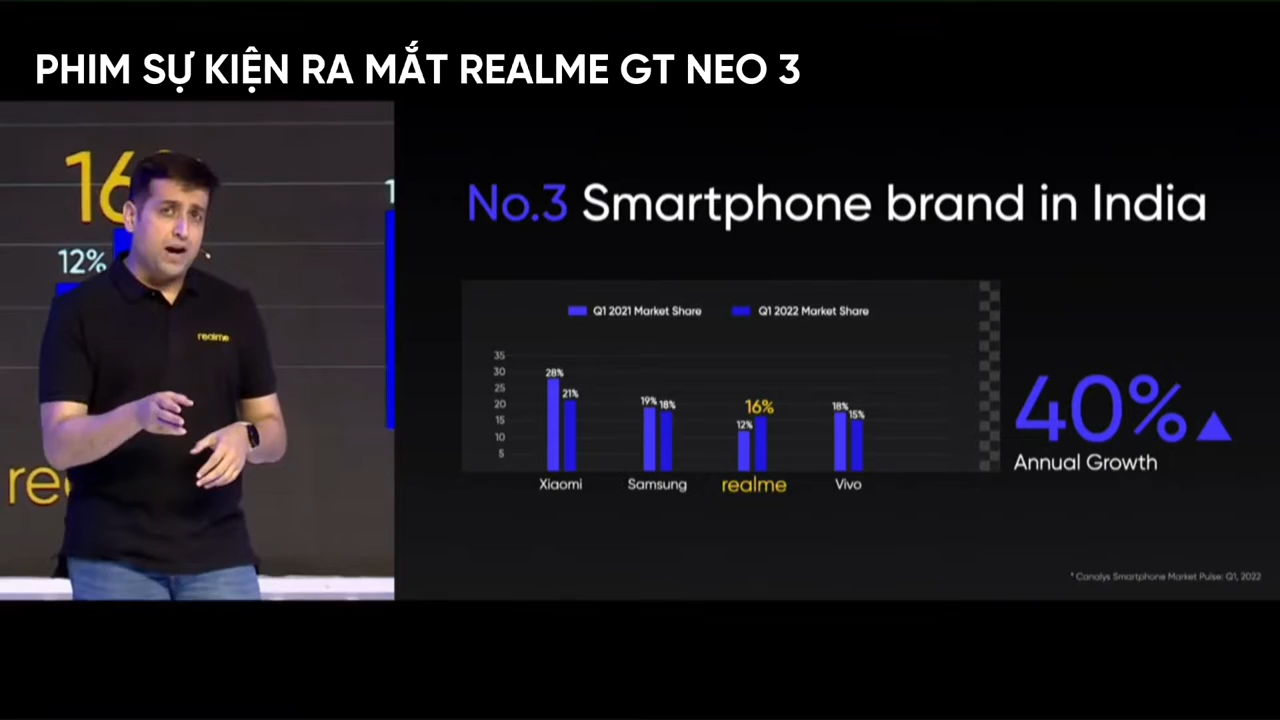 PHIM SỰ KIỆN RA MẮT REALME GT NEO 3
16%
12%
realme
No.3 Smartphone brand in India
Q1 2021 Market Share
Q1 2022 Market Share
35
30
25
20
15
10
5
28%
21%
19%
18%
12%
16%
18%
15%
Xiaomi
Samsung
realme
Vivo
40%
Annual Growth
* Canalys Smartphone Market Pulse: Q1, 2022